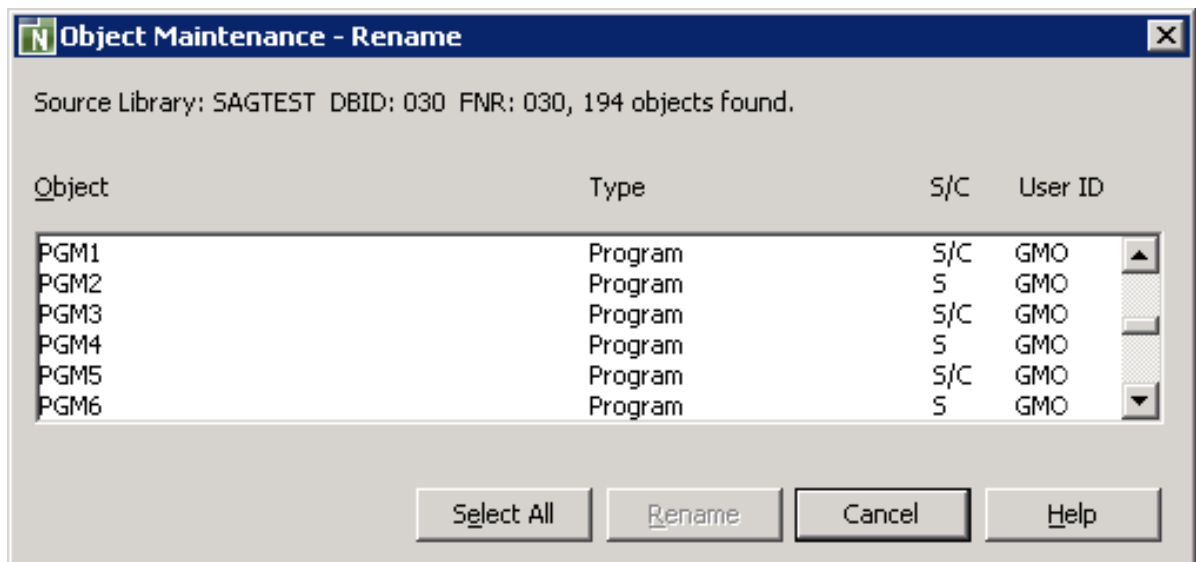 N Object Maintenance - Rename
Source Library: SAGTEST DBID: 030 FNR: 030, 194 objects found.
Object Type S/C User ID
PGM1 Program S/C GMO
PGM2 Program S GMO
PGM3 Program S/C GMO
PGM4 Program S GMO
PGM5 Program S/C GMO
PGM6 Program S GMO
Select All Rename Cancel Help